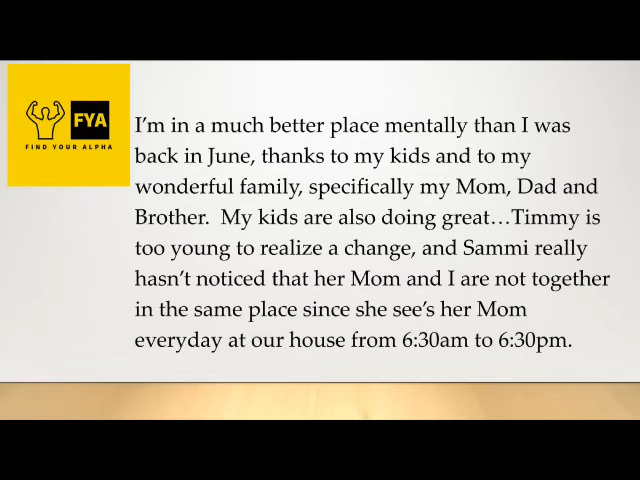 FYA
FIND YOUR ALPHA
I'm in a much better place mentally than I was
back in June, thanks to my kids and to my
wonderful family, specifically my Mom, Dad and
Brother.  My kids are also doing great…Timmy is
too young to realize a change, and Sammi really
hasn't noticed that her Mom and I are not together
in the same place since she see's her Mom
everyday at our house from 6:30am to 6:30pm.